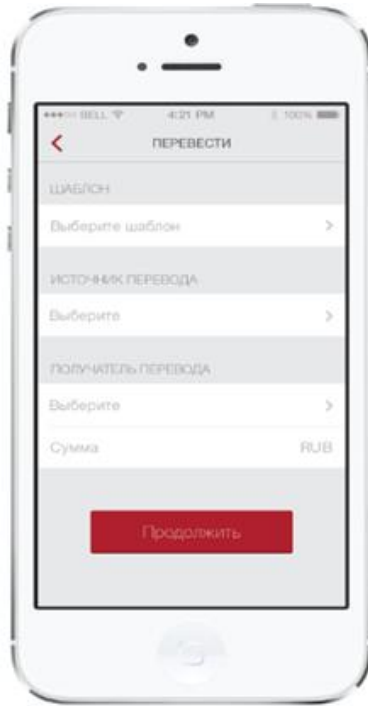 BELL 4:21 PM 100%
ПЕРЕВЕСТИ
ШАБЛОН
Выберите шаблон
ИСТОЧНИК ПЕРЕВОДА
Выберите
ПОЛУЧАТЕЛЬ ПЕРЕВОДА
Выберите
Сумма RUB
Продолжить